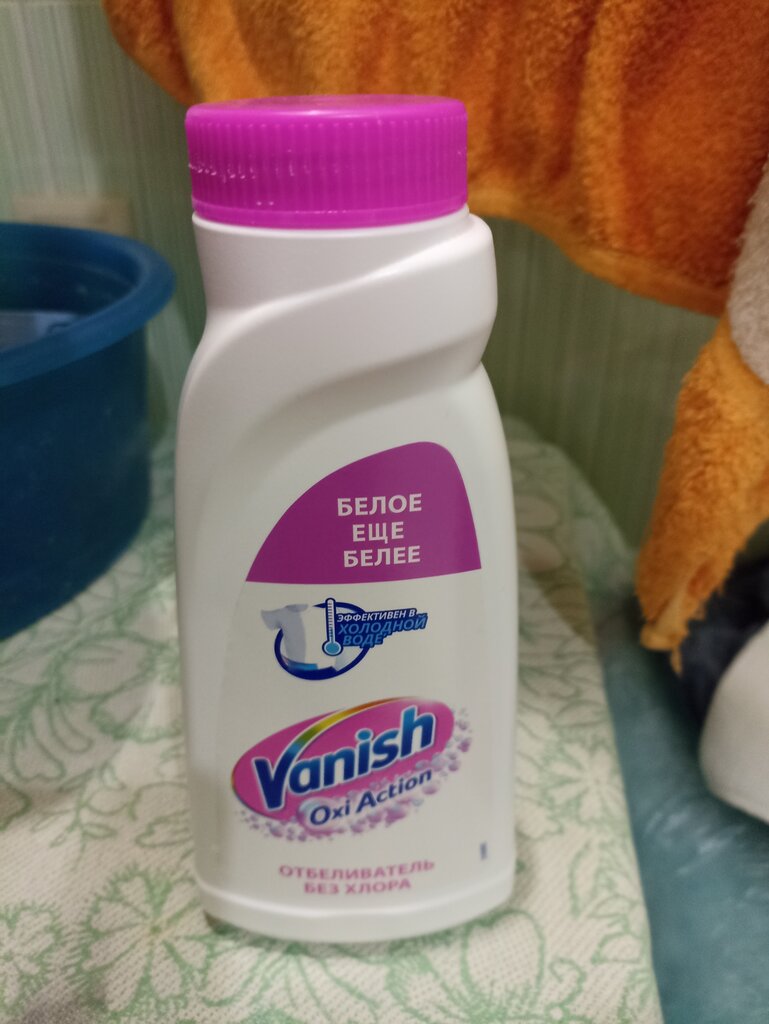 БЕЛОЕ
ЕЩЕ
БЕЛЕЕ
ЭФФЕКТИВЕН В
ХОЛОДНОЙ
ВОДЕ
Vanish
Oxi Action
ОТБЕЛИВАТЕЛЬ
БЕЗ ХЛОРА